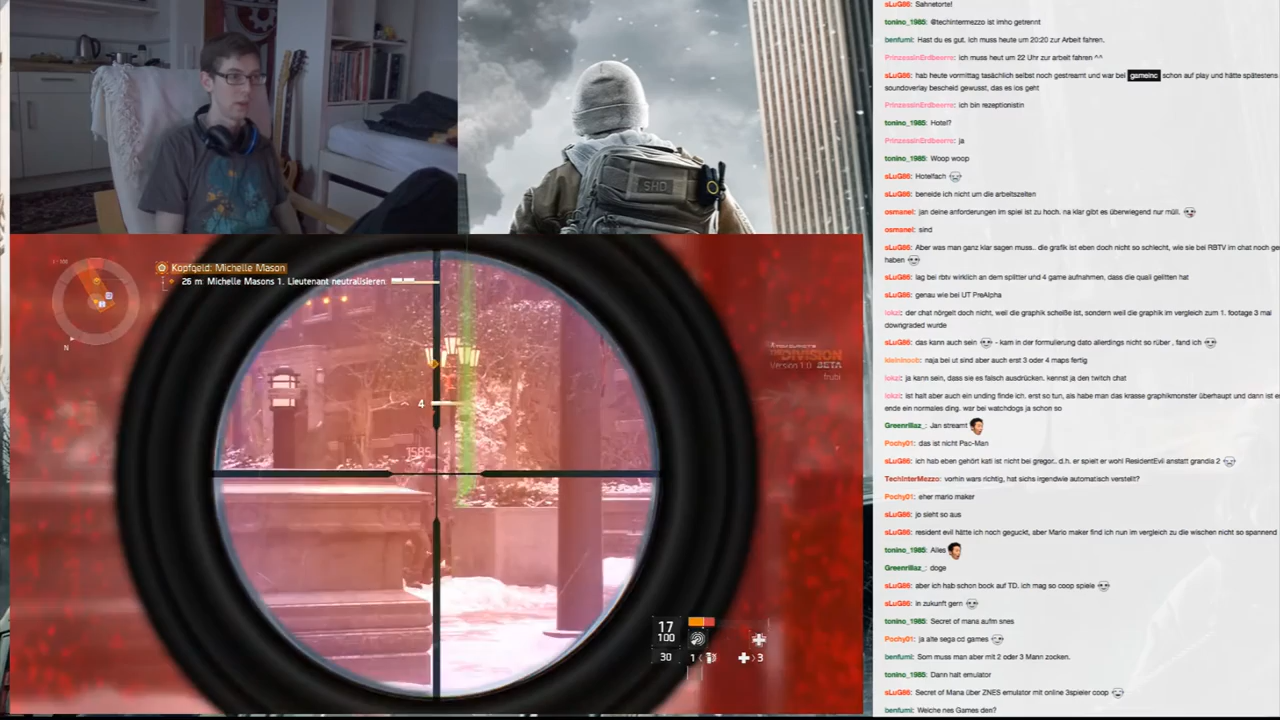 SHD
Kopfgeld: Michelle Mason
26 m: Michelle Masons 1. Lieutenant neutralisieren
N
4
1585
THE DIVISION
Version 1.0 BETA
frubi
17
100
30
1
3
sLuG86: Sahnetorte!
tonino_1985: @techintermezzo ist imho getrennt
benfumi: Hast du es gut. Ich muss heute um 20:20 zur Arbeit fahren.
PrinzessinErdbeerre: ich muss heut um 22 Uhr zur arbeit fahren ^^
sLuG86: hab heute vormittag tasächlich selbst noch gestreamt und war bei gameinc schon auf play und hätte spätestens
soundoverlay bescheid gewusst, das es los geht
PrinzessinErdbeerre: ich bin rezeptionistin
tonino_1985: Hotel?
PrinzessinErdbeerre: ja
tonino_1985: Woop woop
sLuG86: Hotelfach
sLuG86: beneide ich nicht um die arbeitszeiten
osmanel: jan deine anforderungen im spiel ist zu hoch. na klar gibt es überwiegend nur müll.
osmanel: sind
sLuG86: Aber was man ganz klar sagen muss.. die grafik ist eben doch nicht so schlecht, wie sie bei RBTV im chat noch ge
haben
sLuG86: lag bei rbtv wirklich an dem splitter und 4 game aufnahmen, dass die quali gelitten hat
sLuG86: genau wie bei UT PreAlpha
lokzi: der chat nörgelt doch nicht, weil die graphik scheiße ist, sondern weil die graphik im vergleich zum 1. footage 3 mal
downgraded wurde
sLuG86: das kann auch sein - kam in der formulierung dato allerdings nicht so rüber , fand ich
kleinnoob: naja bei ut sind aber auch erst 3 oder 4 maps fertig
lokzi: ja kann sein, dass sie es falsch ausdrücken. kennst ja den twitch chat
lokzi: ist halt aber auch ein unding finde ich. erst so tun, als habe man das krasse graphikmonster überhaupt und dann ist
ende ein normales ding. war bei watchdogs ja schon so
Greenrillaz_: Jan streamt
Pochy01: das ist nicht Pac-Man
sLuG86: ich hab eben gehört kati ist nicht bei gregor.. d.h. er spielt er wohl ResidentEvil anstatt grandia 2
TechInterMezzo: vorhin wars richtig, hat sichs irgendwie automatisch verstellt?
Pochy01: eher mario maker
sLuG86: jo sieht so aus
sLuG86: resident evil hätte ich noch geguckt, aber Mario maker find ich nun im vergleich zu die wischen nicht so spannend
tonino_1985: Alles
Greenrillaz_: doge
sLuG86: aber ich hab schon bock auf TD. ich mag so coop spiele
sLuG86: in zukunft gern
tonino_1985: Secret of mana aufm snes
Pochy01: ja alte sega cd games
benfumi: Som muss man aber mit 2 oder 3 Mann zocken.
tonino_1985: Dann halt emulator
sLuG86: Secret of Mana über ZNES emulator mit online 3spieler coop
benfumi: Welche nes Games den?